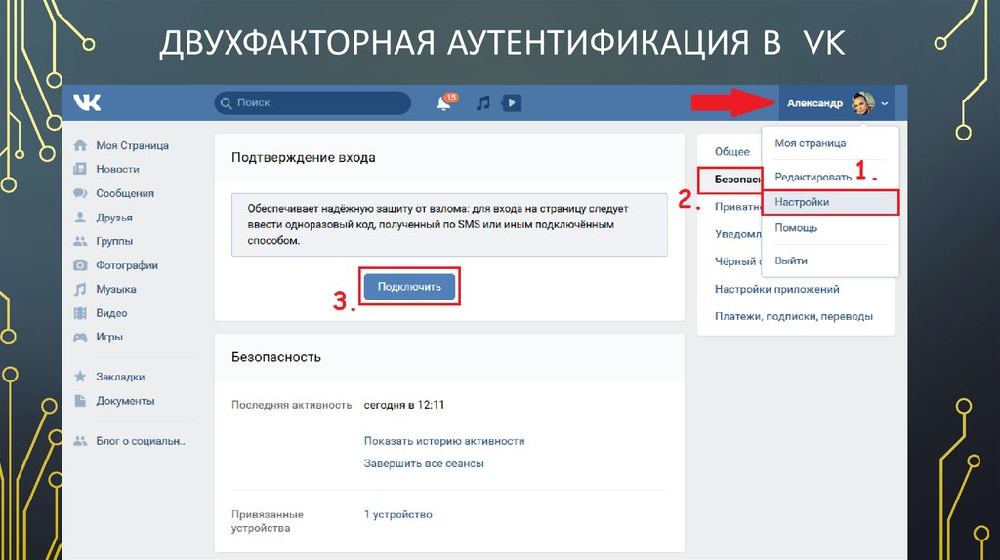 ДВУХФАКТОРНАЯ АУТЕНТИФИКАЦИЯ В VK
Поиск
15
Александр
Моя Страница
Новости
Сообщения
Друзья
Группы
Фотографии
Музыка
Видео
Игры
Закладки
Документы
Блог о социальн..
Подтверждение входа
Обеспечивает надёжную защиту от взлома: для входа на страницу следует
ввести одноразовый код, полученный по SMS или иным подключённым
способом.
3.
Подключить
Безопасность
Последняя активность сегодня в 12:11
Показать историю активности
Завершить все сеансы
Привязанные
устройства
1 устройство
Общее
2.
Безопасн
Приватно
Уведомл
Чёрный с
Настройки приложений
Платежи, подписки, переводы
Моя страница
Редактировать
1.
Настройки
Помощь
Выйти